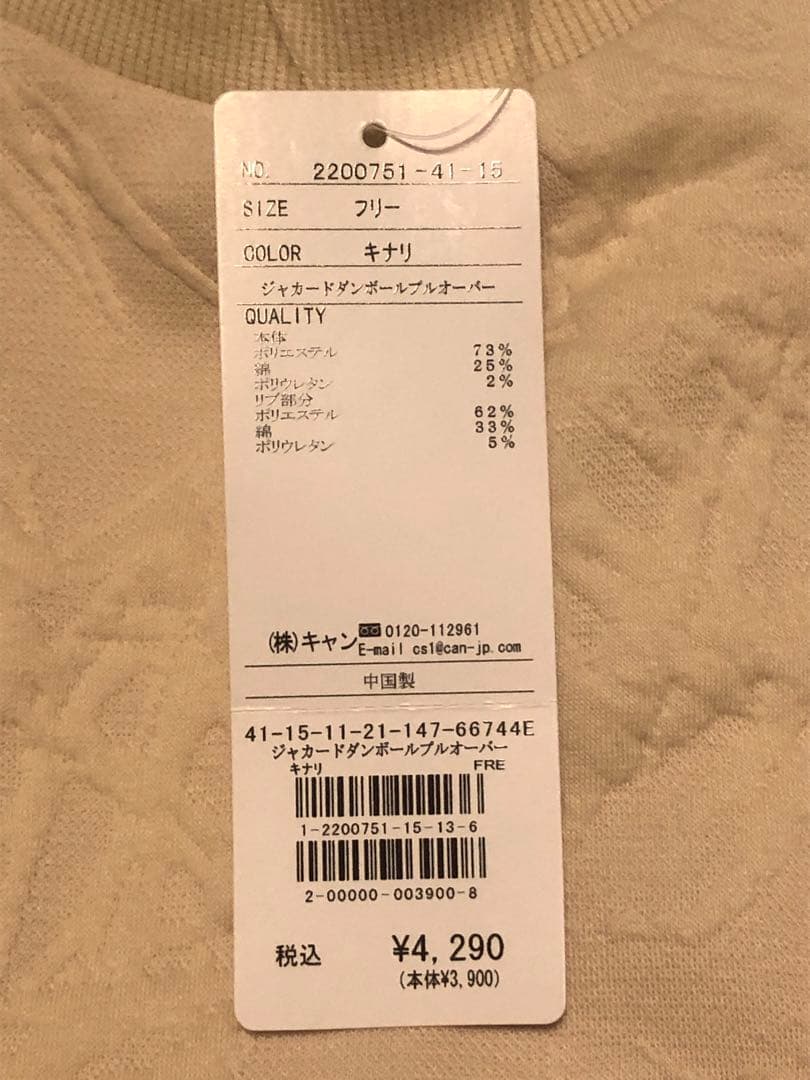 NO. 2200751-41-15
SIZE フリー
COLOR キナリ
ジャカードダンボールプルオーバー
QUALITY
本体
ポリエステル 73%
綿 25%
ポリウレタン 2%
リブ部分
ポリエステル 62%
綿 33%
ポリウレタン 5%
(株)キャン 0120-112961
E-mail cs1@can-jp.com
中国製
41-15-11-21-147-66744E
ジャカードダンボールプルオーバー
キナリ FRE
1-2200751-15-13-6
2-00000-003900-8
税込 ¥4,290
(本体¥3,900)